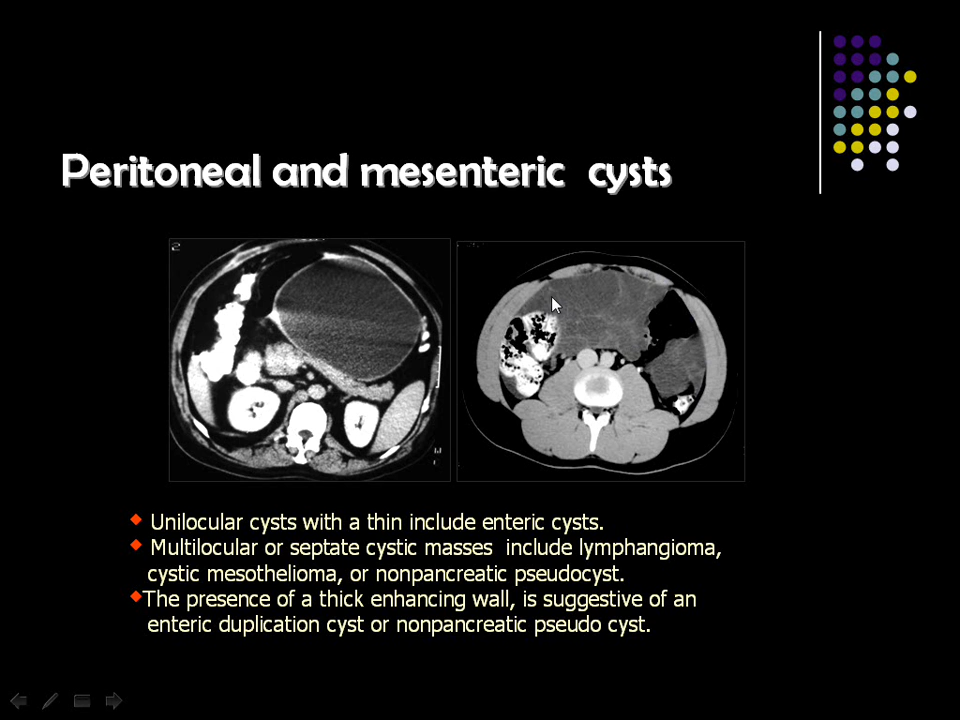 Peritoneal and mesenteric cysts
2
Unilocular cysts with a thin include enteric cysts.
Multilocular or septate cystic masses include lymphangioma,
cystic mesothelioma, or nonpancreatic pseudocyst.
The presence of a thick enhancing wall, is suggestive of an
enteric duplication cyst or nonpancreatic pseudo cyst.